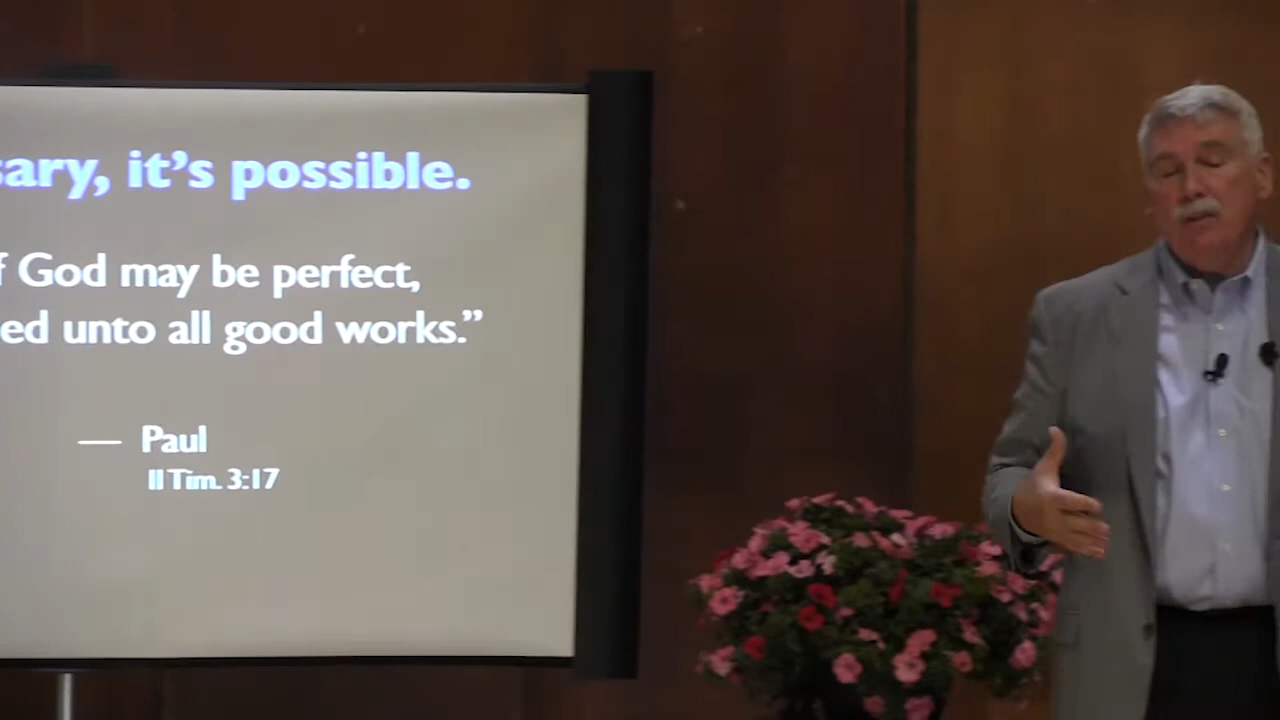 sary, it's possible.
f God may be perfect,
ed unto all good works.”
— Paul
II Tim. 3:17